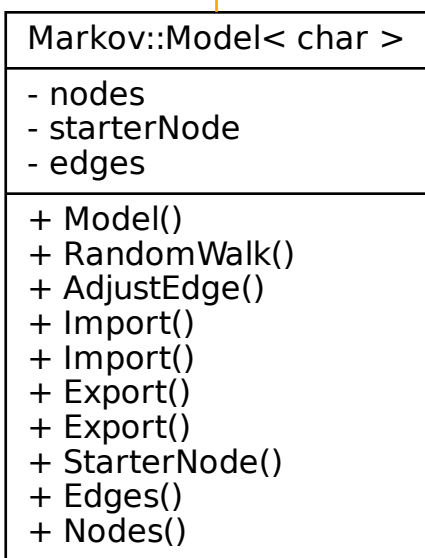 Markov::Model< char >
- nodes
- starterNode
- edges
+ Model()
+ RandomWalk()
+ AdjustEdge()
+ Import()
+ Import()
+ Export()
+ Export()
+ StarterNode()
+ Edges()
+ Nodes()